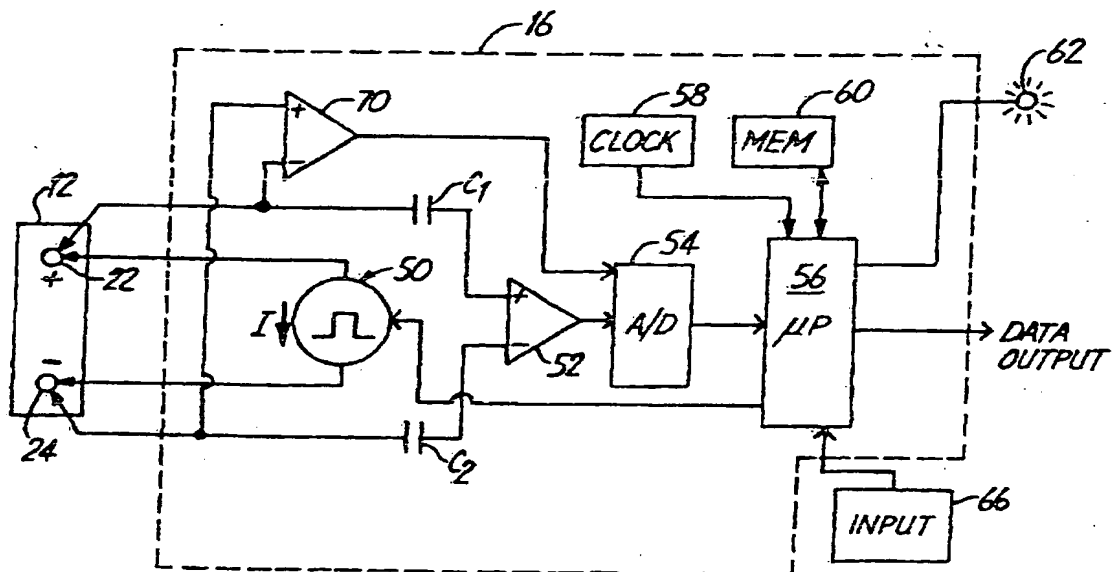 16
62
70
58
CLOCK
60
MEM
12
C1
+
-
22
+
50
I
54
A/D
56
μP
+
-
52
DATA
OUTPUT
-
24
C2
66
INPUT